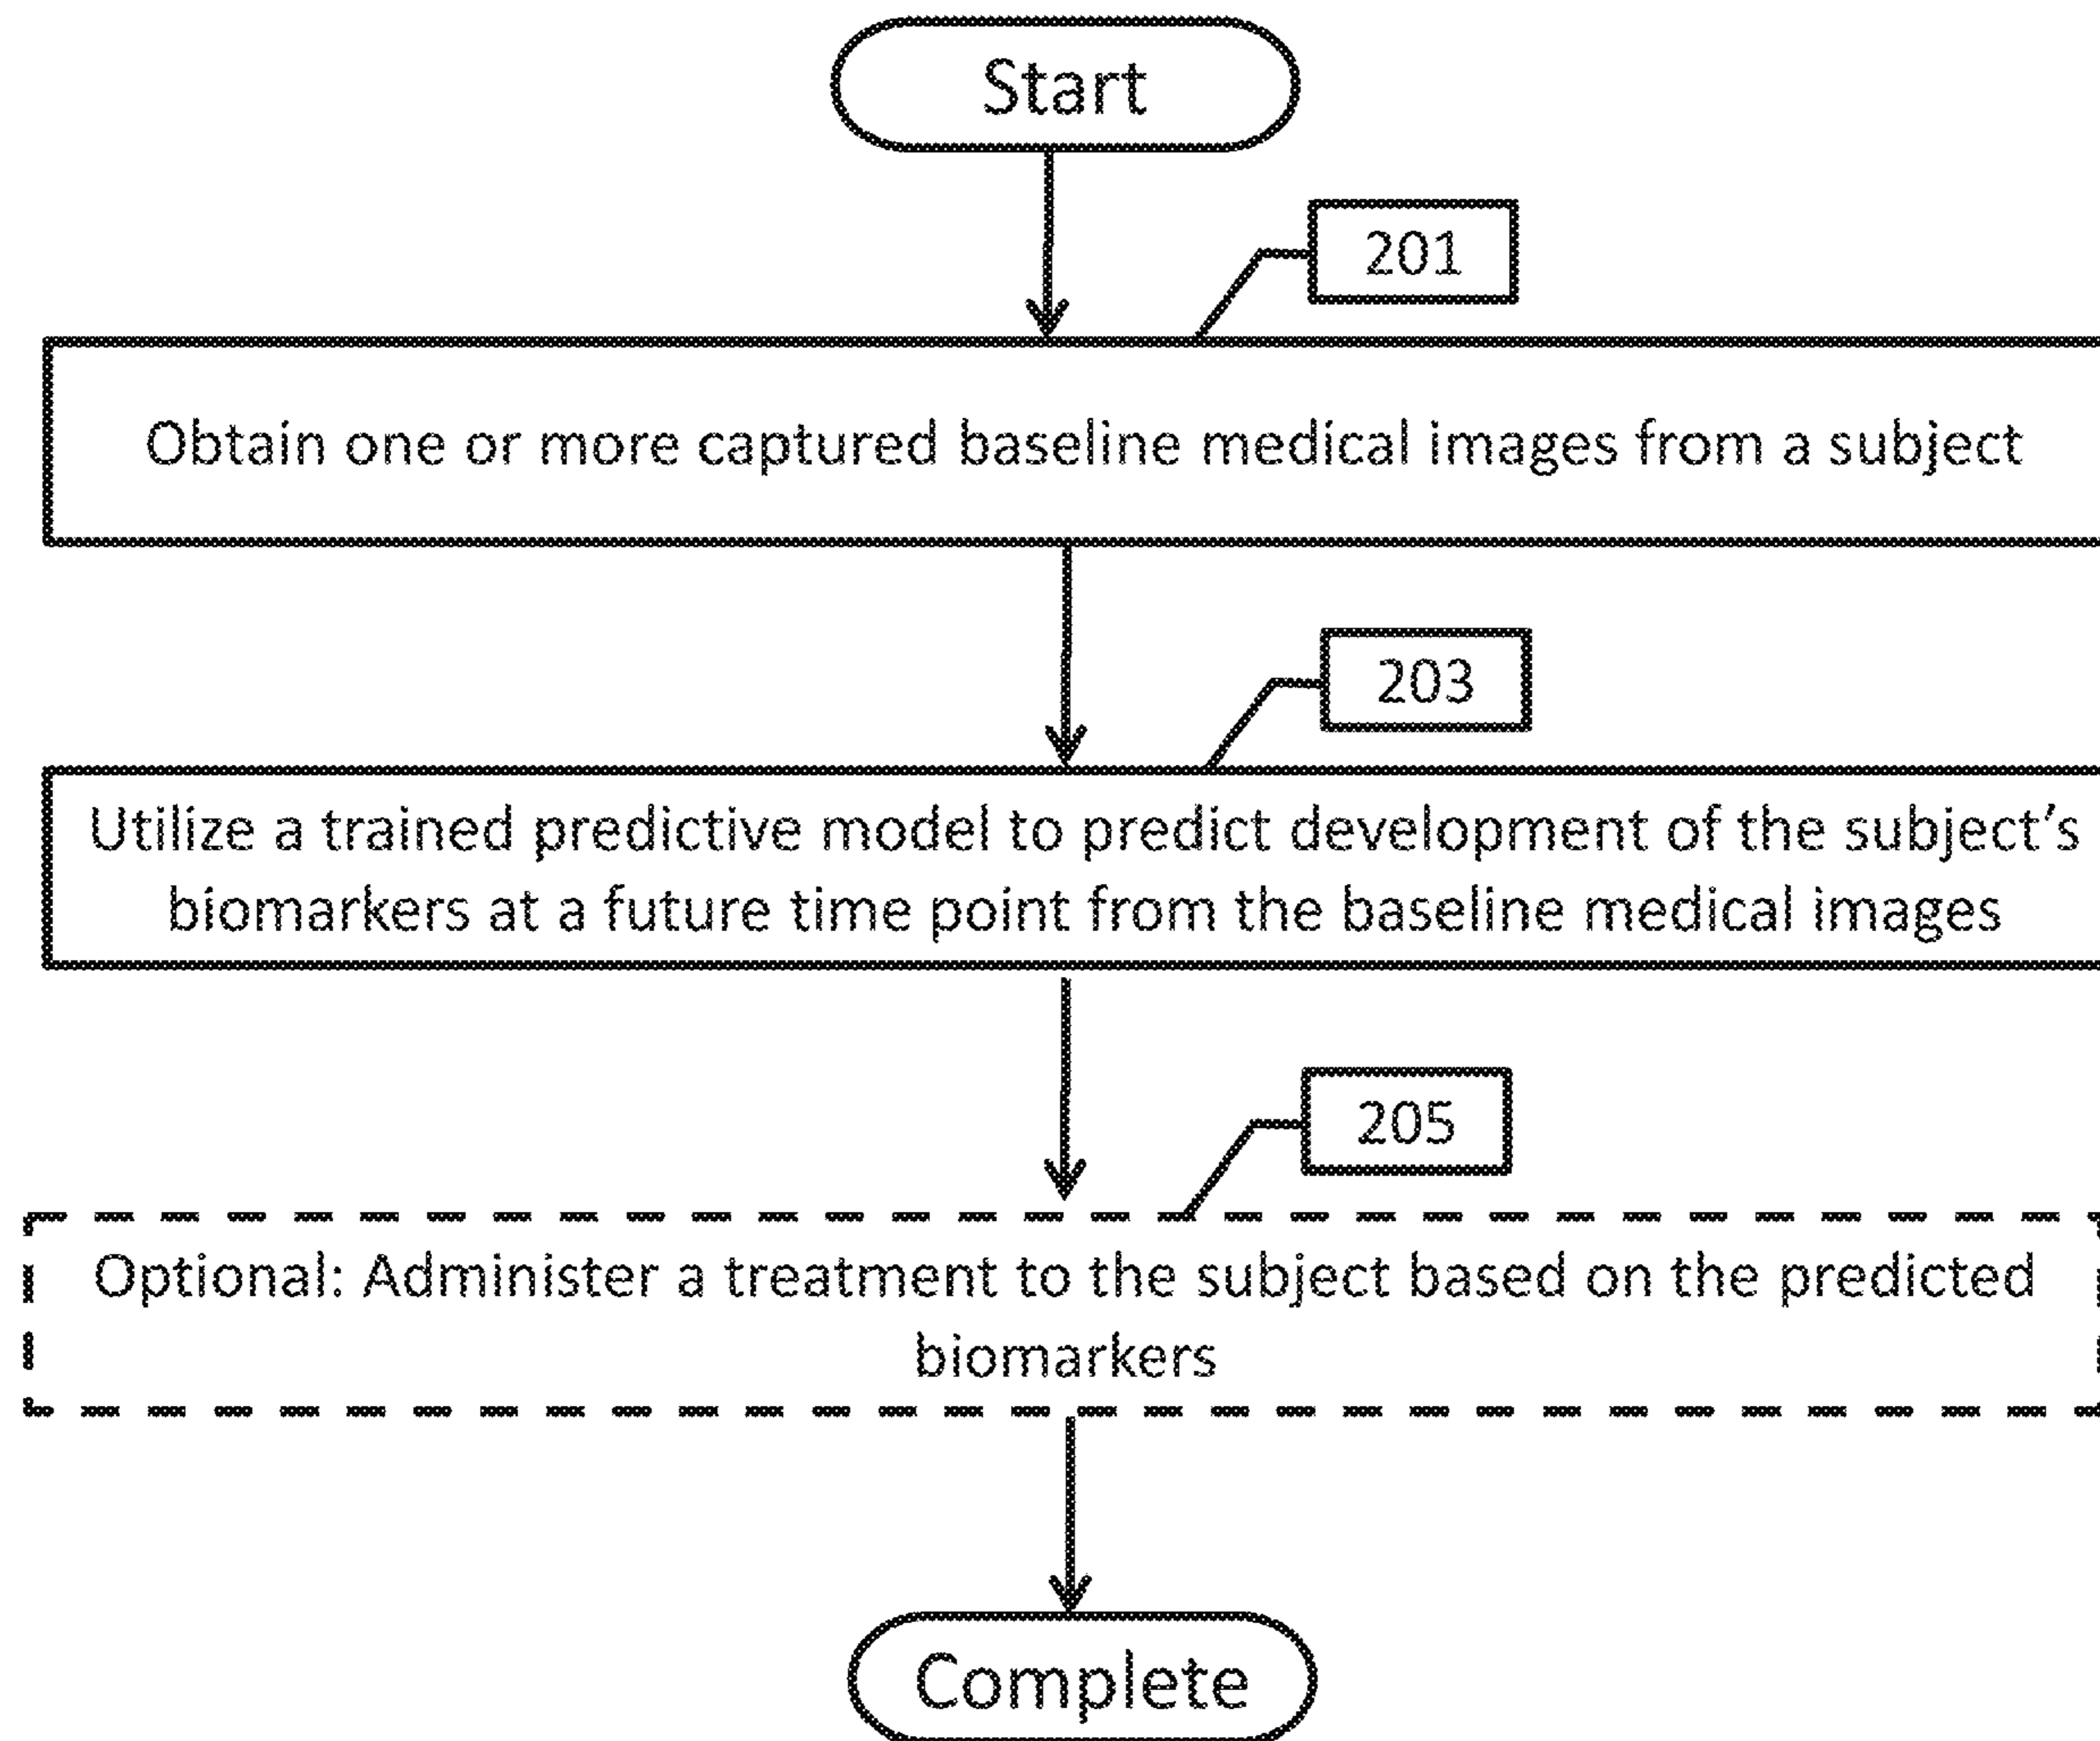 Start
201
Obtain one or more captured baseline medical images from a subject
203
Utilize a trained predictive model to predict development of the subject's
biomarkers at a future time point from the baseline medical images
205
Optional: Administer a treatment to the subject based on the predicted
biomarkers
Complete